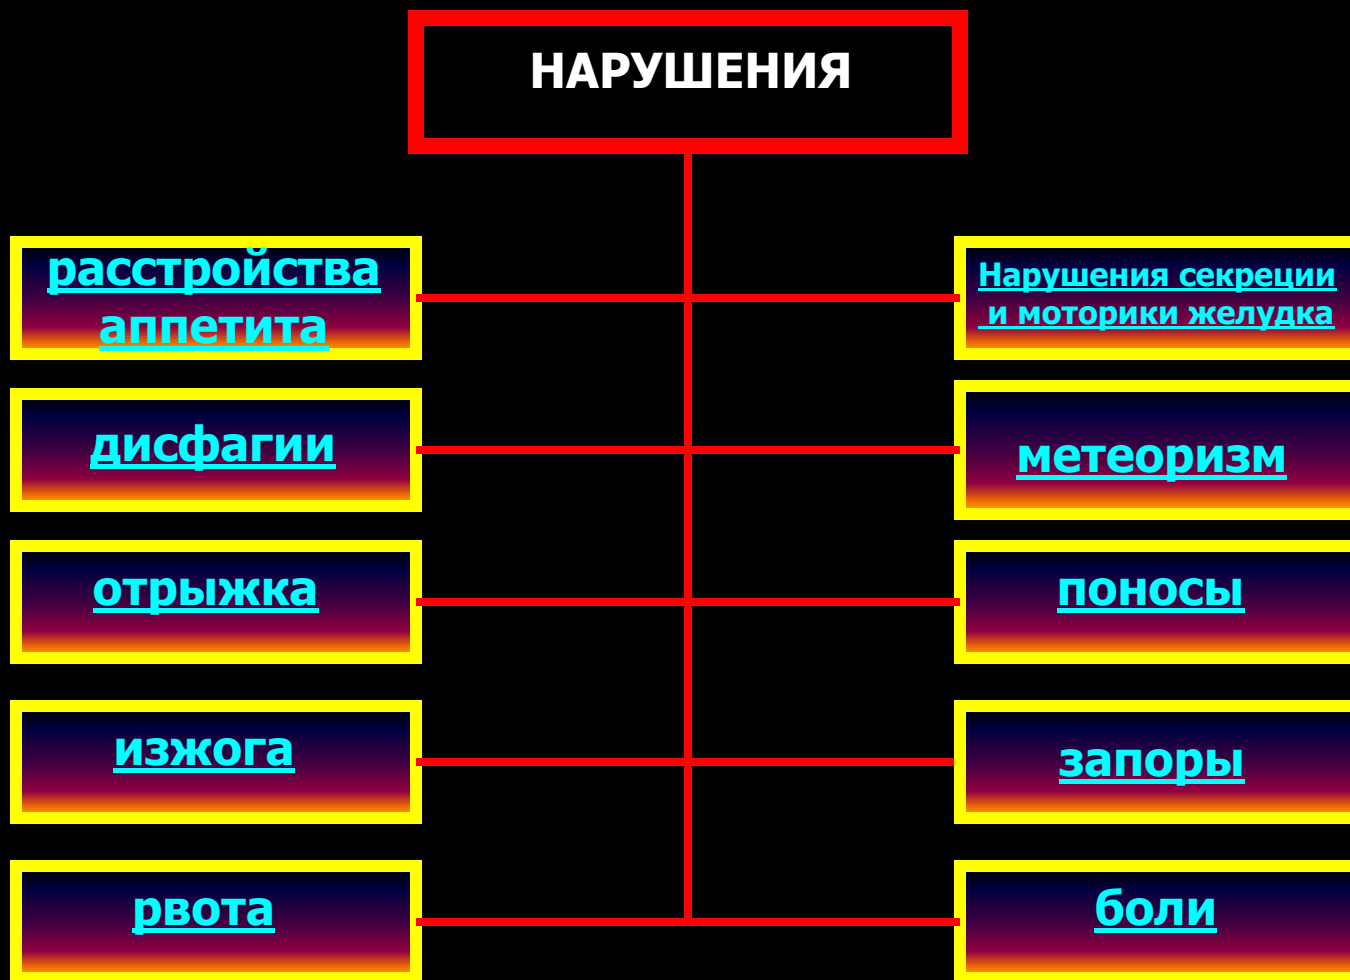 НАРУШЕНИЯ
расстройства
аппетита
дисфагии
отрыжка
изжога
рвота
Нарушения секреции
и моторики желудка
метеоризм
поносы
запоры
боли